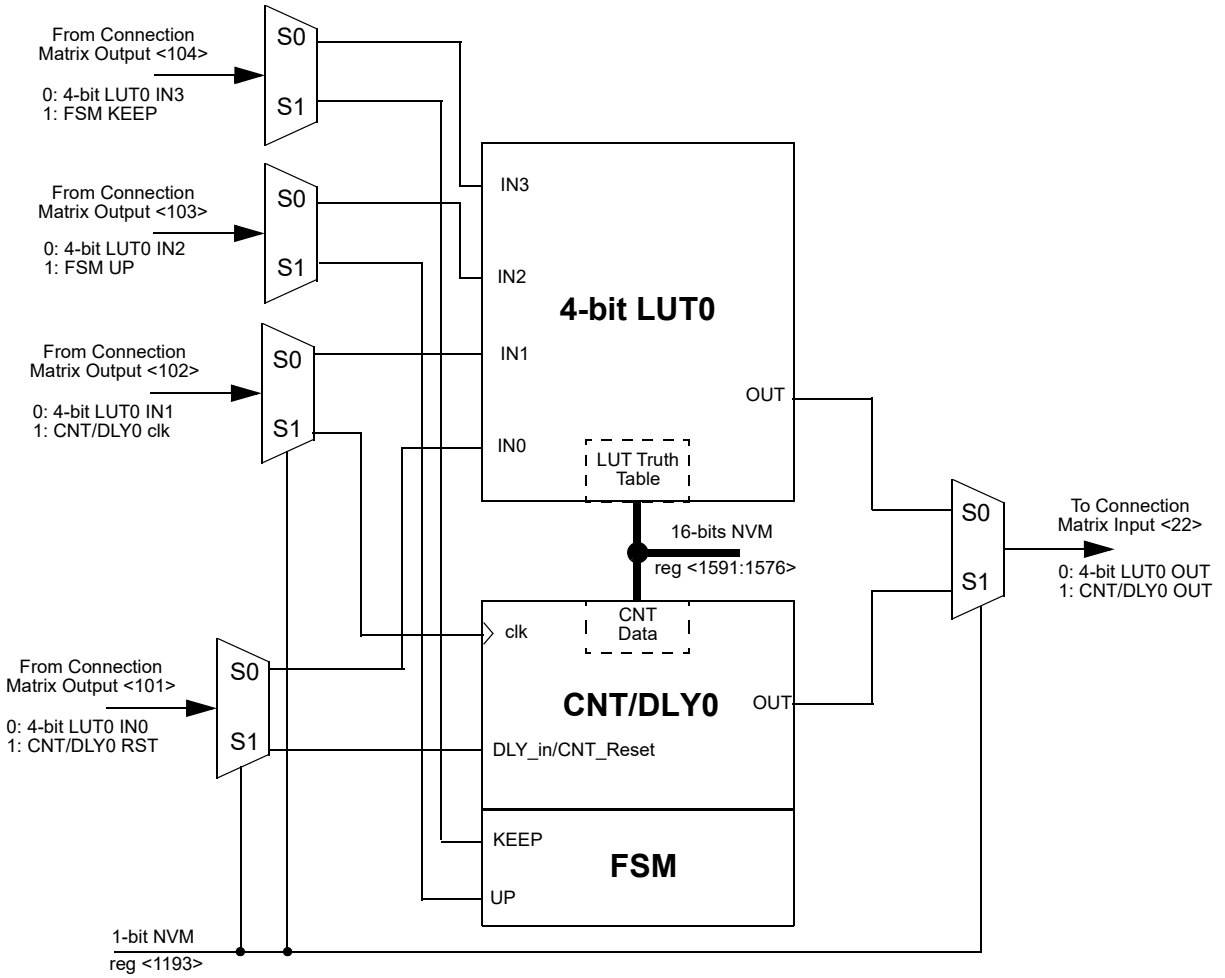 From Connection
Matrix Output <104>
0: 4-bit LUT0 IN3
1: FSM KEEP
S0
S1
From Connection
Matrix Output <103>
0: 4-bit LUT0 IN2
1: FSM UP
S0
S1
From Connection
Matrix Output <102>
0: 4-bit LUT0 IN1
1: CNT/DLY0 clk
S0
S1
From Connection
Matrix Output <101>
0: 4-bit LUT0 IN0
1: CNT/DLY0 RST
S0
S1
IN3
IN2
IN1
IN0
4-bit LUT0
OUT
LUT Truth
Table
16-bits NVM
reg <1591:1576>
clk
CNT
Data
CNT/DLY0
OUT
DLY_in/CNT_Reset
KEEP
FSM
UP
S0
S1
To Connection
Matrix Input <22>
0: 4-bit LUT0 OUT
1: CNT/DLY0 OUT
1-bit NVM
reg <1193>